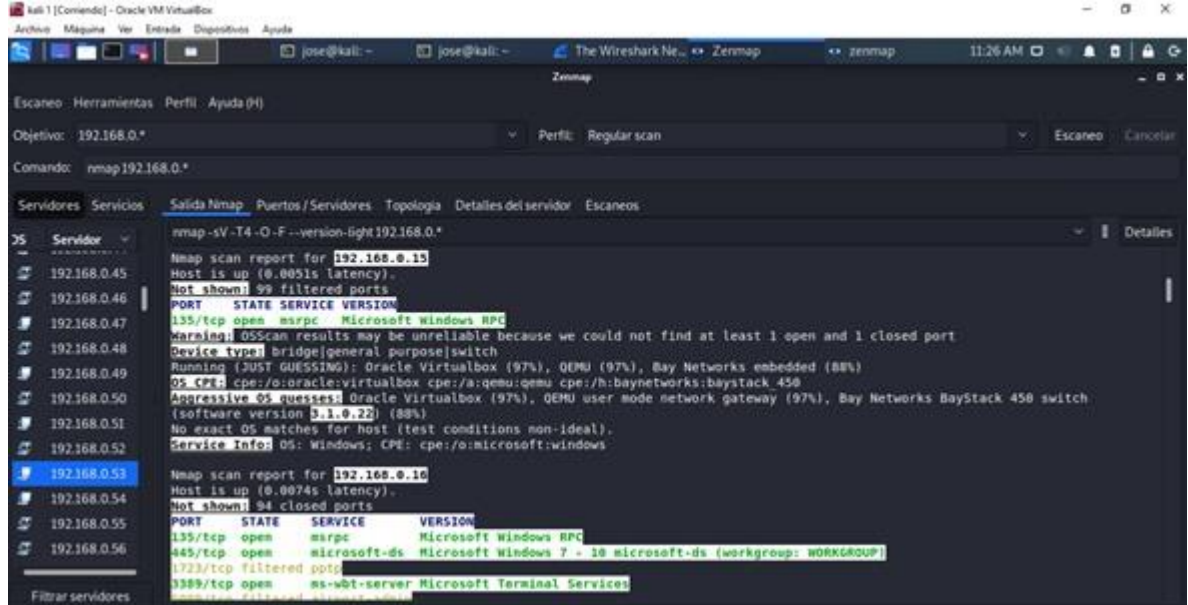 kali 1 [Corriendo] - Oracle VM VirtualBox
Archivo Máquina Ver Entrada Dispositivos Ayuda
jose@kali: ~ jose@kali: ~ The Wireshark Ne... Zenmap zenmap 11:26 AM
Zenmap
Escaneo Herramientas Perfil Ayuda (H)
Objetivo: 192.168.0.* Perfil: Regular scan Escaneo Cancelar
Comando: nmap 192.168.0.*
Servidores Servicios Salida Nmap Puertos / Servidores Topología Detalles del servidor Escaneos
OS Servidor nmap -sV -T4 -O -F --version-light 192.168.0.* Detalles
192.168.0.45
192.168.0.46
192.168.0.47
192.168.0.48
192.168.0.49
192.168.0.50
192.168.0.51
192.168.0.52
192.168.0.53
192.168.0.54
192.168.0.55
192.168.0.56
Filtrar servidores
Nmap scan report for 192.168.0.15
Host is up (0.0051s latency).
Not shown: 99 filtered ports
PORT STATE SERVICE VERSION
135/tcp open msrpc Microsoft Windows RPC
Warning: OSScan results may be unreliable because we could not find at least 1 open and 1 closed port
Device type: bridge|general purpose|switch
Running (JUST GUESSING): Oracle Virtualbox (97%), QEMU (97%), Bay Networks embedded (88%)
OS CPE: cpe:/o:oracle:virtualbox cpe:/a:qemu:qemu cpe:/h:baynetworks:baystack_450
Aggressive OS guesses: Oracle Virtualbox (97%), QEMU user mode network gateway (97%), Bay Networks BayStack 450 switch
(software version 3.1.0.22) (88%)
No exact OS matches for host (test conditions non-ideal).
Service Info: OS: Windows; CPE: cpe:/o:microsoft:windows
Nmap scan report for 192.168.0.16
Host is up (0.0074s latency).
Not shown: 94 closed ports
PORT STATE SERVICE VERSION
135/tcp open msrpc Microsoft Windows RPC
445/tcp open microsoft-ds Microsoft Windows 7 - 10 microsoft-ds (workgroup: WORKGROUP)
1723/tcp filtered pptp
3389/tcp open ms-wbt-server Microsoft Terminal Services